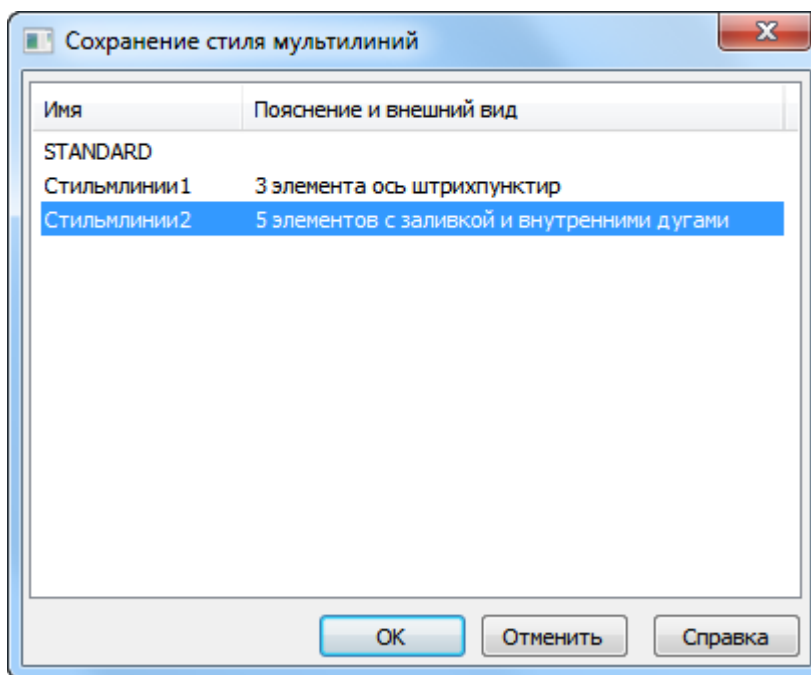 Сохранение стиля мультилиний
Имя Пояснение и внешний вид
STANDARD
Стильмлинии1 3 элемента ось штрихпунктир
Стильмлинии2 5 элементов с заливкой и внутренними дугами
OK Отменить Справка